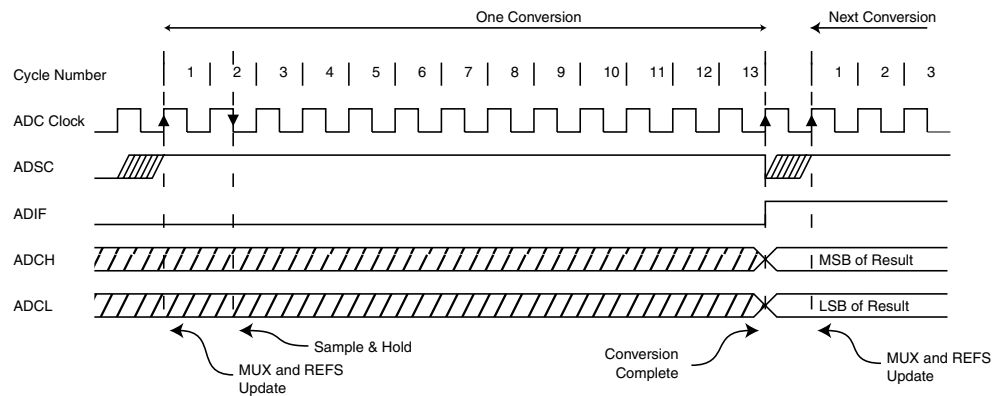 One Conversion
Next Conversion
Cycle Number 1 2 3 4 5 6 7 8 9 10 11 12 13 1 2 3
ADC Clock
ADSC
ADIF
ADCH
MSB of Result
ADCL
LSB of Result
Sample & Hold
MUX and REFS
Update
Conversion
Complete
MUX and REFS
Update